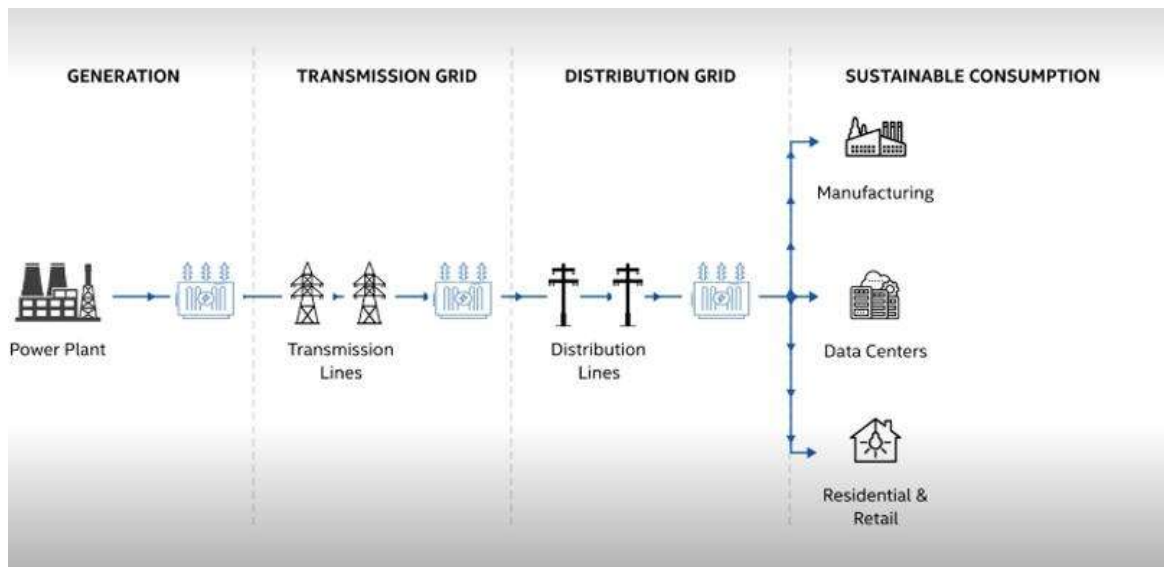 GENERATION
TRANSMISSION GRID
DISTRIBUTION GRID
SUSTAINABLE CONSUMPTION
Manufacturing
Power Plant
Transmission
Lines
Distribution
Lines
Data Centers
Residential &
Retail